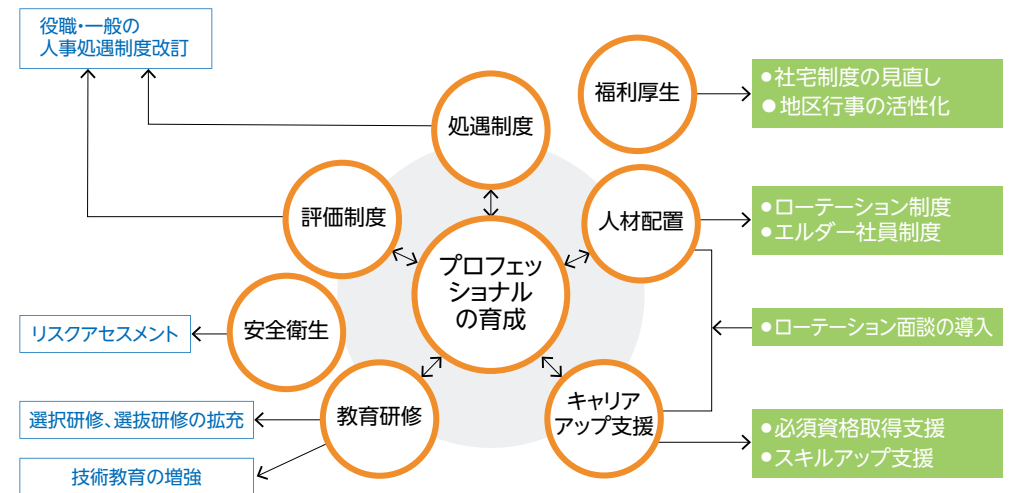 役職・一般の
人事処遇制度改訂
処遇制度
福利厚生
●社宅制度の見直し
●地区行事の活性化
評価制度
人材配置
●ローテーション制度
●エルダー社員制度
プロフェッ
ショナル
の育成
安全衛生
リスクアセスメント
●ローテーション面談の導入
教育研修
選択研修、選抜研修の拡充
技術教育の増強
キャリア
アップ支援
●必須資格取得支援
●スキルアップ支援